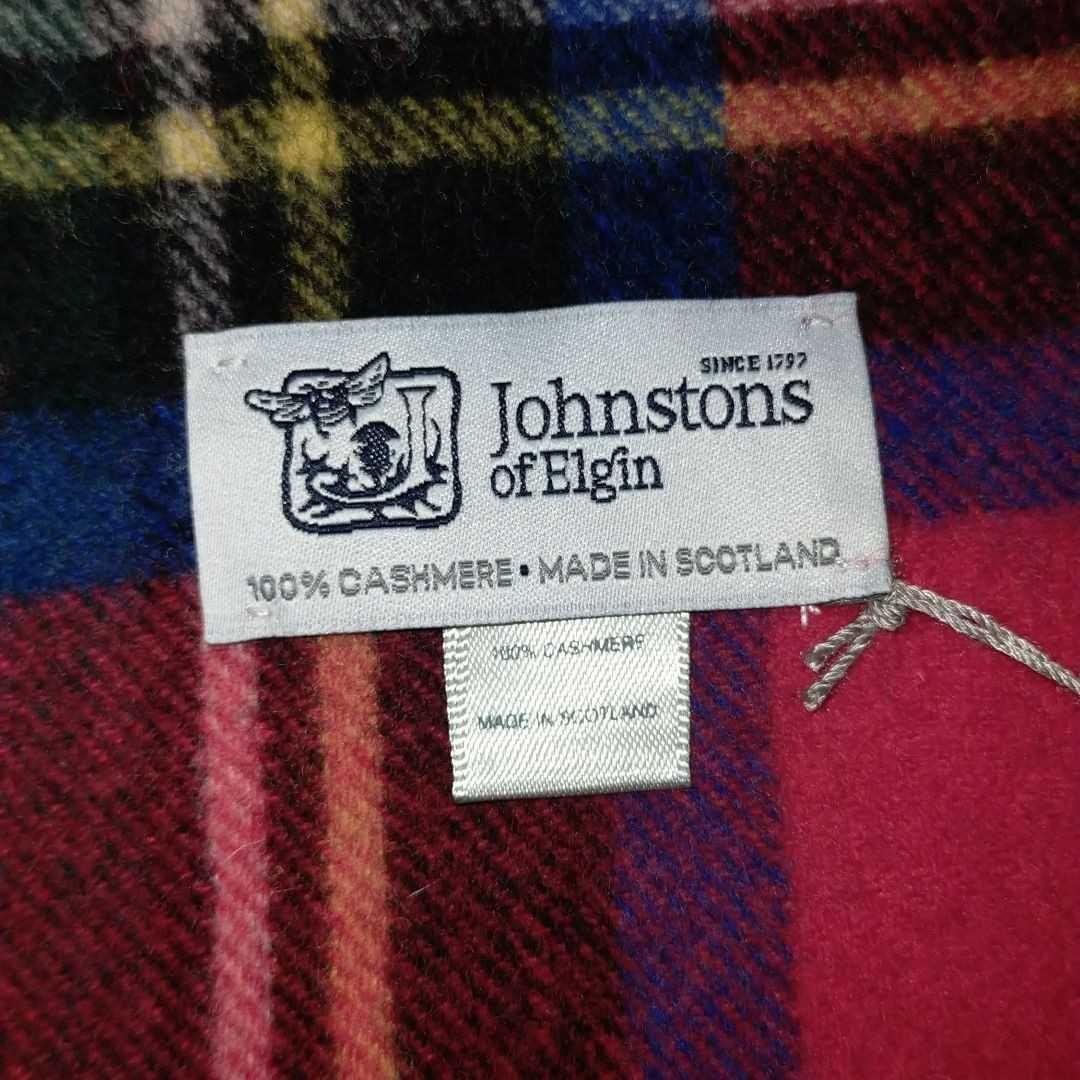 SINCE 1797
Johnstons
of Elgin
100% CASHMERE • MADE IN SCOTLAND
100% CASHMERE
MADE IN SCOTLAND